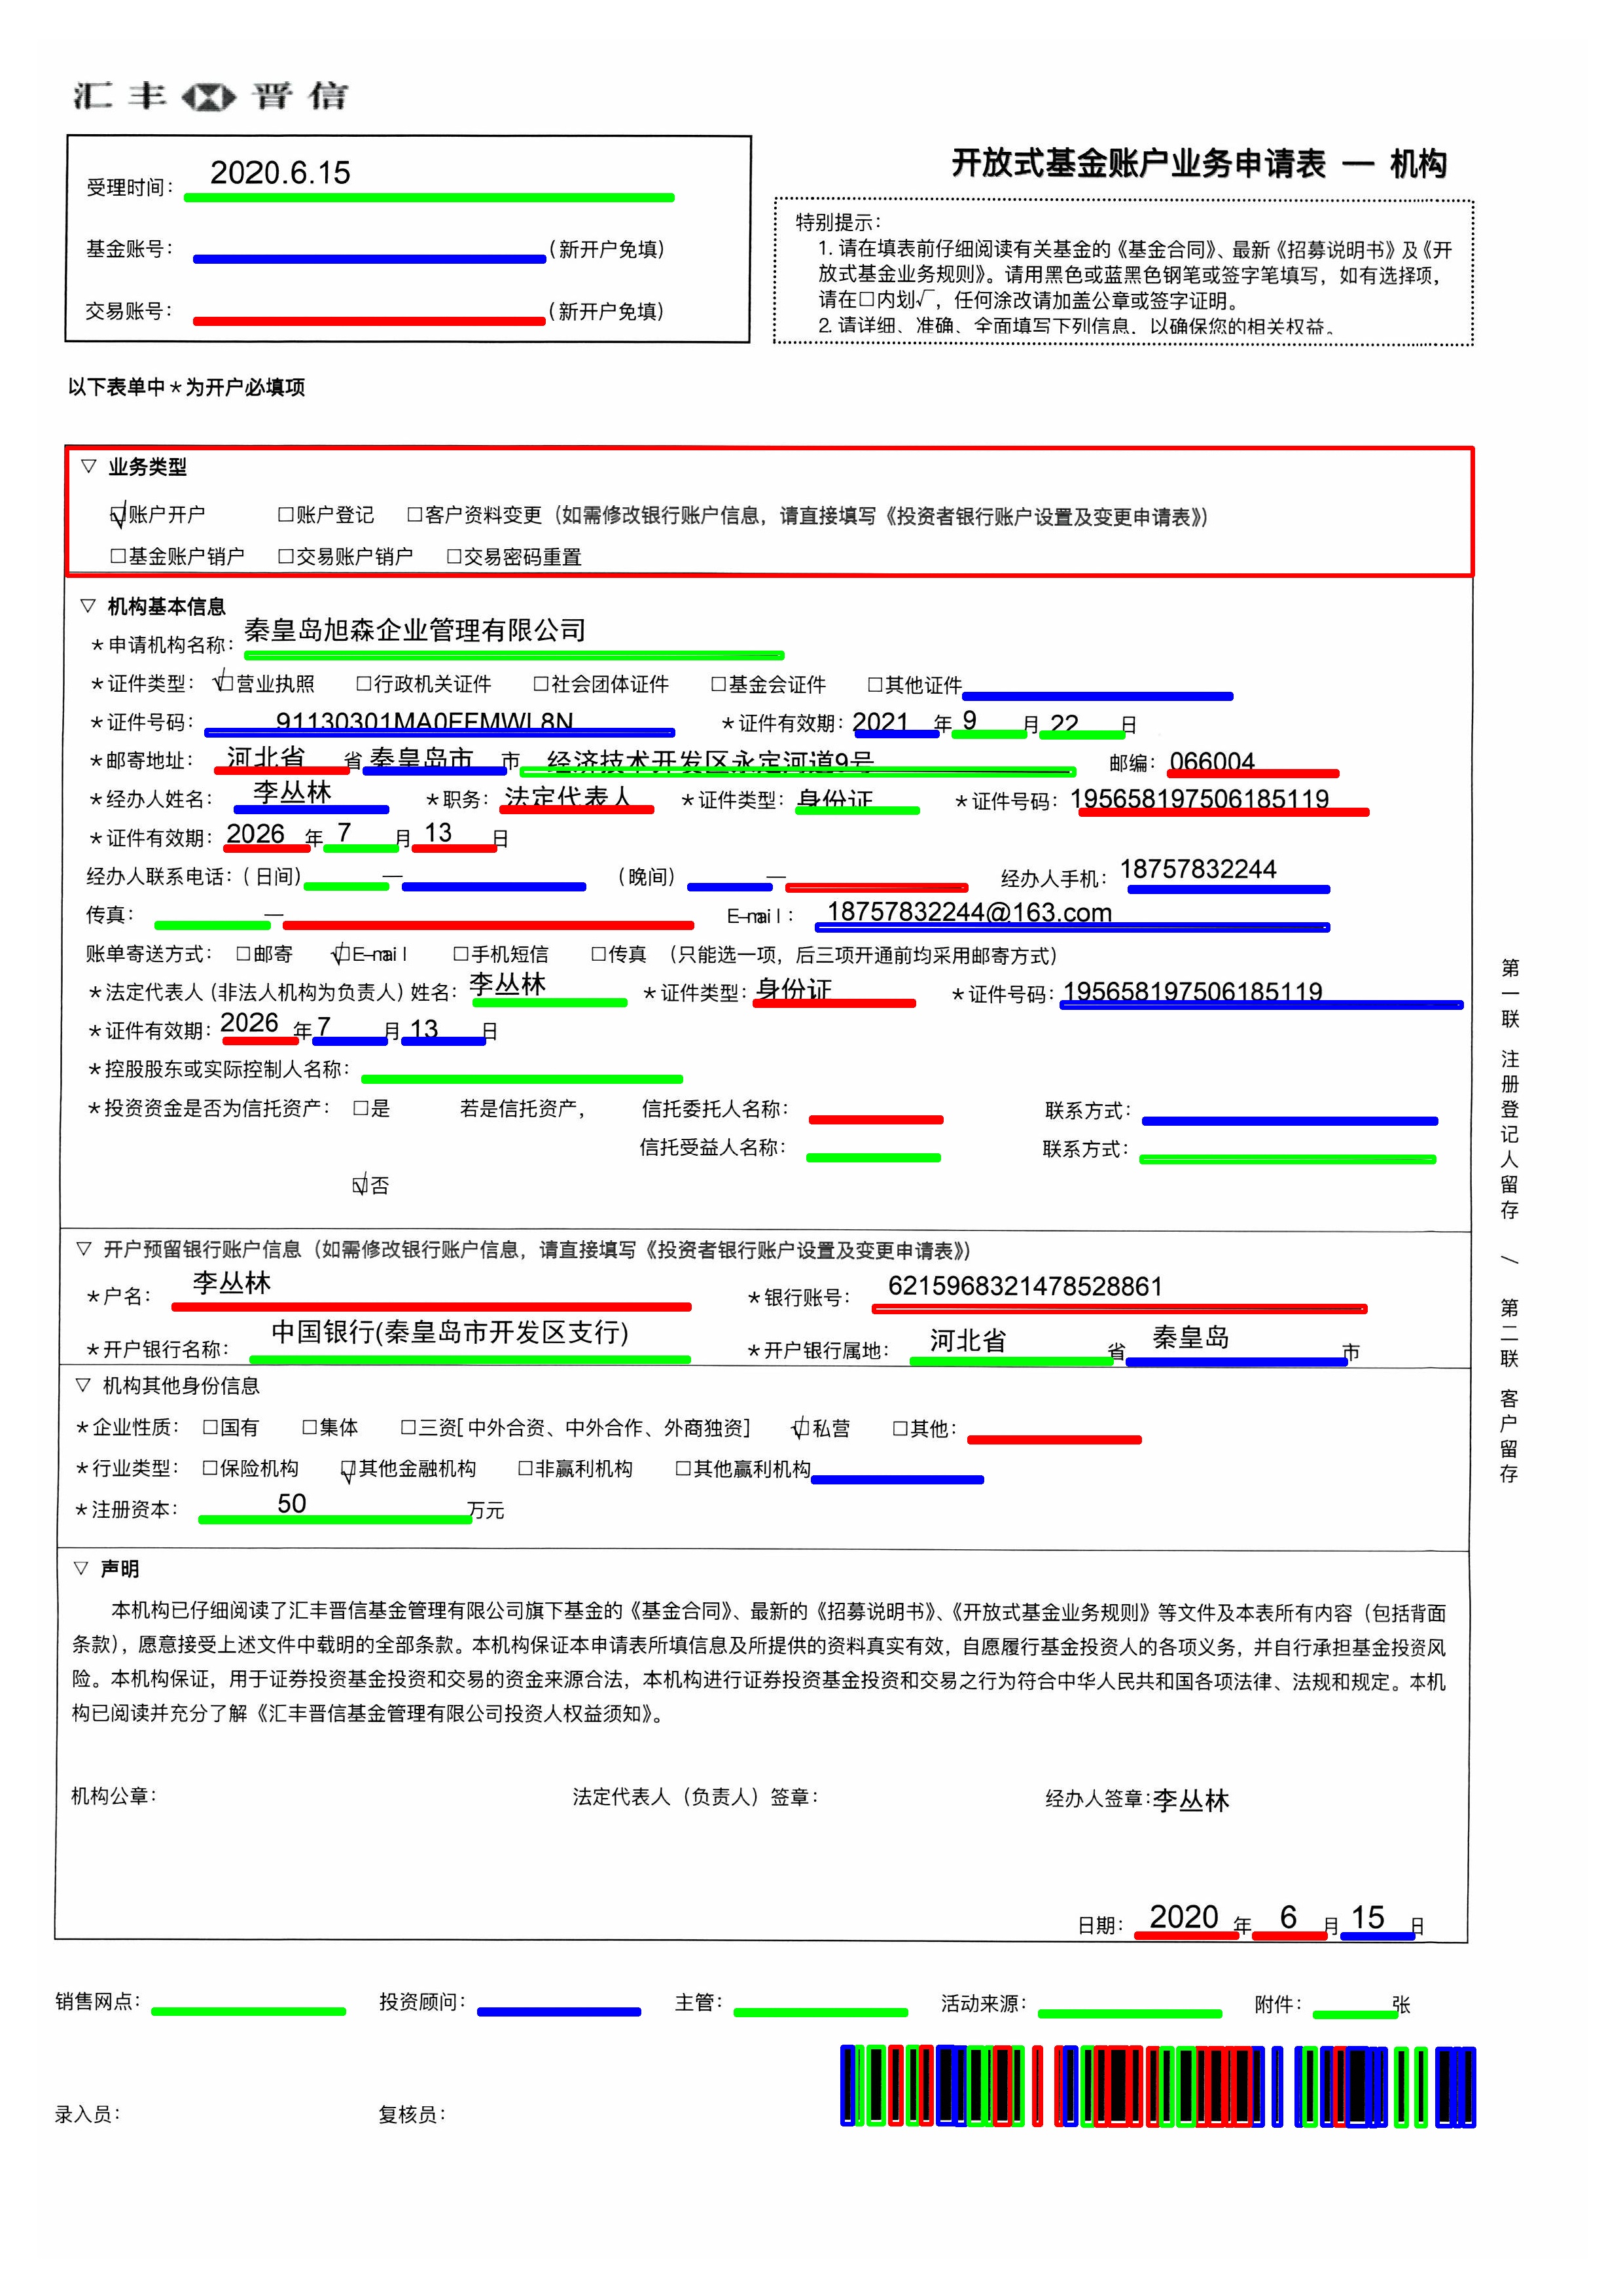 汇丰 晋信
开放式基金账户业务申请表 — 机构
受理时间： 2020.6.15
基金账号： （新开户免填）
交易账号： （新开户免填）
特别提示：
1. 请在填表前仔细阅读有关基金的《基金合同》、最新《招募说明书》及《开
放式基金业务规则》。请用黑色或蓝黑色钢笔或签字笔填写，如有选择项，
请在□内划√，任何涂改请加盖公章或签字证明。
2. 请详细、准确、全面填写下列信息，以确保您的相关权益。
以下表单中*为开户必填项
▽ 业务类型
☑账户开户 □账户登记 □客户资料变更（如需修改银行账户信息，请直接填写《投资者银行账户设置及变更申请表》）
□基金账户销户 □交易账户销户 □交易密码重置
▽ 机构基本信息
*申请机构名称： 秦皇岛旭森企业管理有限公司
*证件类型： ☑营业执照 □行政机关证件 □社会团体证件 □基金会证件 □其他证件
*证件号码： *证件有效期： 2021 年 9 月 22 日
*邮寄地址： 河北省 省 秦皇岛市 市 经济技术开发区永定河道9号 邮编： 066004
*经办人姓名： 李丛林 *职务： 法定代表人 *证件类型： 身份证 *证件号码： 195658197506185119
*证件有效期： 2026 年 7 月 13 日
经办人联系电话：（日间） — （晚间） — 经办人手机： 18757832244
传真： — E-mail： 18757832244@163.com
账单寄送方式： □邮寄 ☑E-mail □手机短信 □传真 （只能选一项，后三项开通前均采用邮寄方式）
*法定代表人（非法人机构为负责人）姓名： 李丛林 *证件类型： 身份证 *证件号码： 195658197506185119
*证件有效期： 2026 年 7 月 13 日
*控股股东或实际控制人名称：
*投资资金是否为信托资产： □是 若是信托资产， 信托委托人名称： 联系方式：
信托受益人名称： 联系方式：
☑否
▽ 开户预留银行账户信息（如需修改银行账户信息，请直接填写《投资者银行账户设置及变更申请表》）
*户名： 李丛林 *银行账号： 6215968321478528861
*开户银行名称： 中国银行(秦皇岛市开发区支行) *开户银行属地： 河北省 省 秦皇岛 市
▽ 机构其他身份信息
*企业性质： □国有 □集体 □三资[中外合资、中外合作、外商独资] ☑私营 □其他：
*行业类型： □保险机构 ☑其他金融机构 □非赢利机构 □其他赢利机构
*注册资本： 50 万元
▽ 声明
本机构已仔细阅读了汇丰晋信基金管理有限公司旗下基金的《基金合同》、最新的《招募说明书》、《开放式基金业务规则》等文件及本表所有内容（包括背面
条款），愿意接受上述文件中载明的全部条款。本机构保证本申请表所填信息及所提供的资料真实有效，自愿履行基金投资人的各项义务，并自行承担基金投资风
险。本机构保证，用于证券投资基金投资和交易的资金来源合法，本机构进行证券投资基金投资和交易之行为符合中华人民共和国各项法律、法规和规定。本机
构已阅读并充分了解《汇丰晋信基金管理有限公司投资人权益须知》。
机构公章： 法定代表人（负责人）签章： 经办人签章：李丛林
日期： 2020 年 6 月 15 日
销售网点： 投资顾问： 主管： 活动来源： 附件： 张
录入员： 复核员：
第一联 注册登记人留存 / 第二联 客户留存